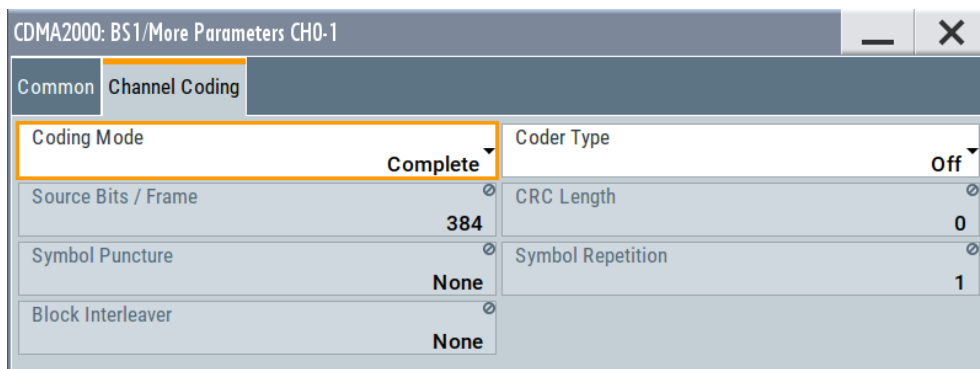 CDMA2000: BS1/More Parameters CH0-1
Common Channel Coding
Coding Mode
Complete
Coder Type
Off
Source Bits / Frame
384
CRC Length
0
Symbol Puncture
None
Symbol Repetition
1
Block Interleaver
None